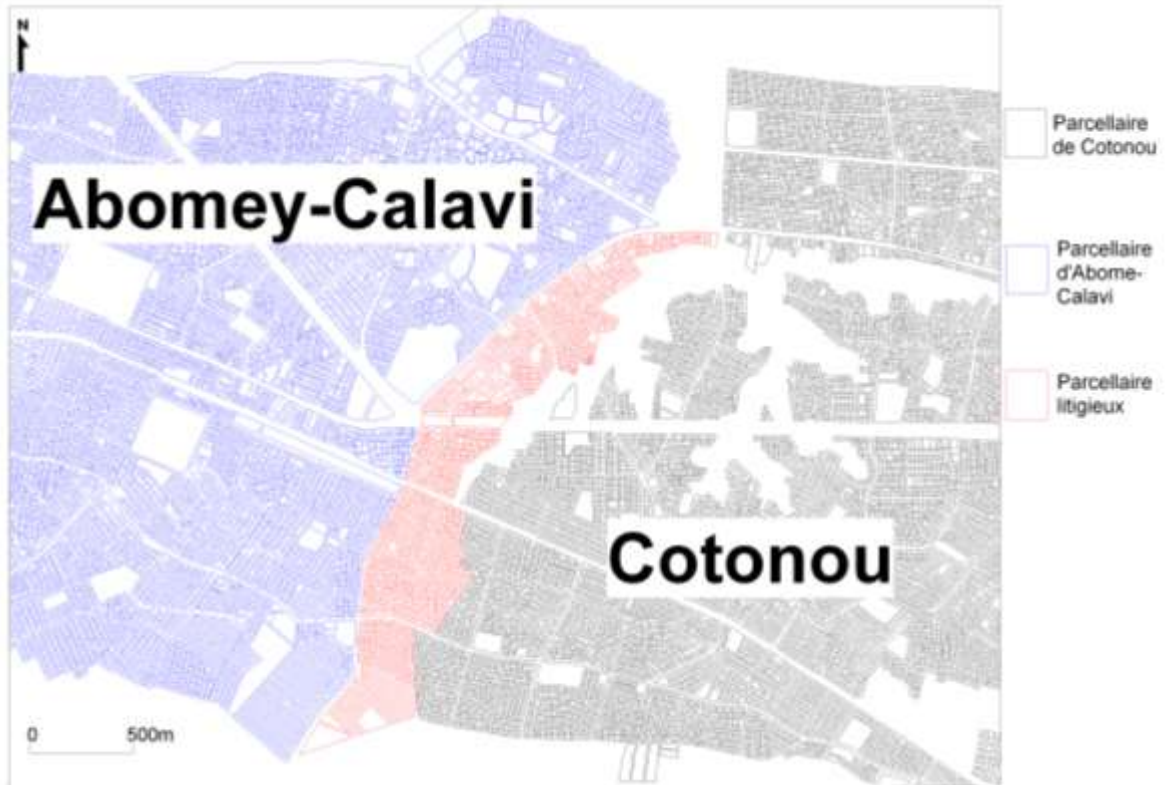 N
Abomey-Calavi
Cotonou
0 500m
Parcellaire
de Cotonou
Parcellaire
d'Abome-
Calavi
Parcellaire
litigieux